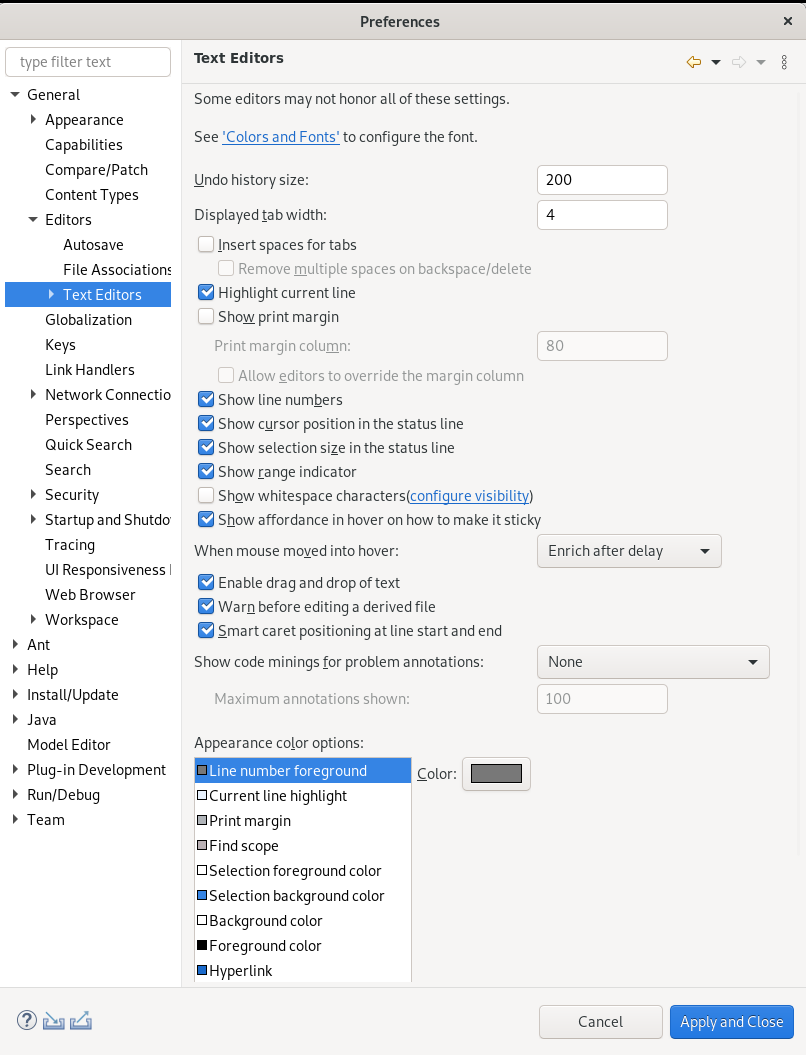 Preferences
type filter text
General
Appearance
Capabilities
Compare/Patch
Content Types
Editors
Autosave
File Associations
Text Editors
Globalization
Keys
Link Handlers
Network Connectio
Perspectives
Quick Search
Search
Security
Startup and Shutdo
Tracing
UI Responsiveness
Web Browser
Workspace
Ant
Help
Install/Update
Java
Model Editor
Plug-in Development
Run/Debug
Team
Text Editors
Some editors may not honor all of these settings.
See 'Colors and Fonts' to configure the font.
Undo history size: 200
Displayed tab width: 4
Insert spaces for tabs
Remove multiple spaces on backspace/delete
Highlight current line
Show print margin
Print margin column: 80
Allow editors to override the margin column
Show line numbers
Show cursor position in the status line
Show selection size in the status line
Show range indicator
Show whitespace characters(configure visibility)
Show affordance in hover on how to make it sticky
When mouse moved into hover: Enrich after delay
Enable drag and drop of text
Warn before editing a derived file
Smart caret positioning at line start and end
Show code minings for problem annotations: None
Maximum annotations shown: 100
Appearance color options:
Line number foreground
Current line highlight
Print margin
Find scope
Selection foreground color
Selection background color
Background color
Foreground color
Hyperlink
Color:
Cancel
Apply and Close